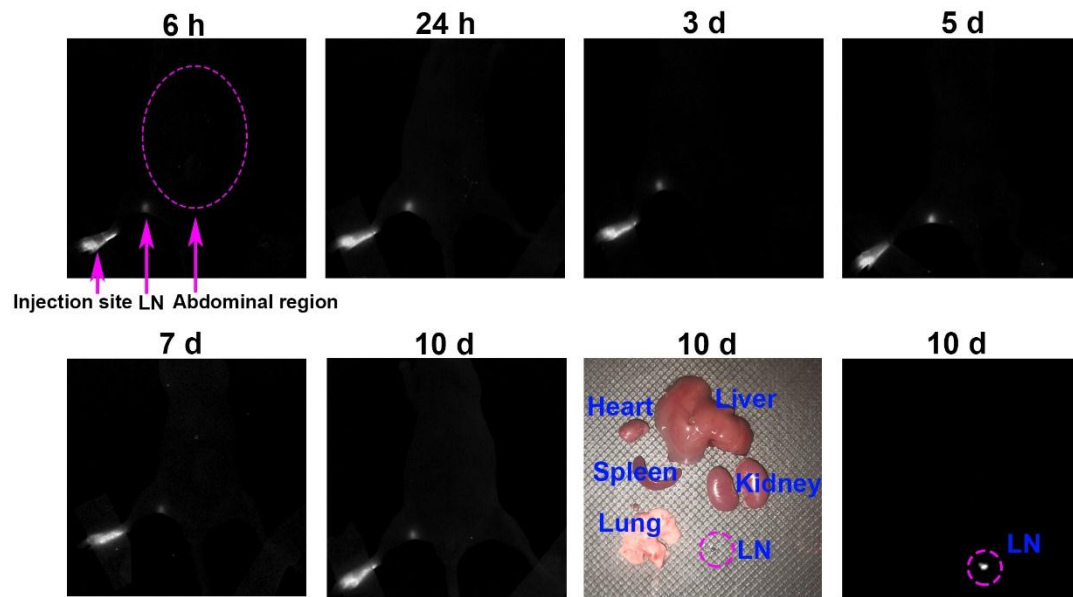 6 h
24 h
3 d
5 d
Injection site LN Abdominal region
7 d
10 d
10 d
10 d
Heart
Liver
Spleen
Kidney
Lung
LN
LN